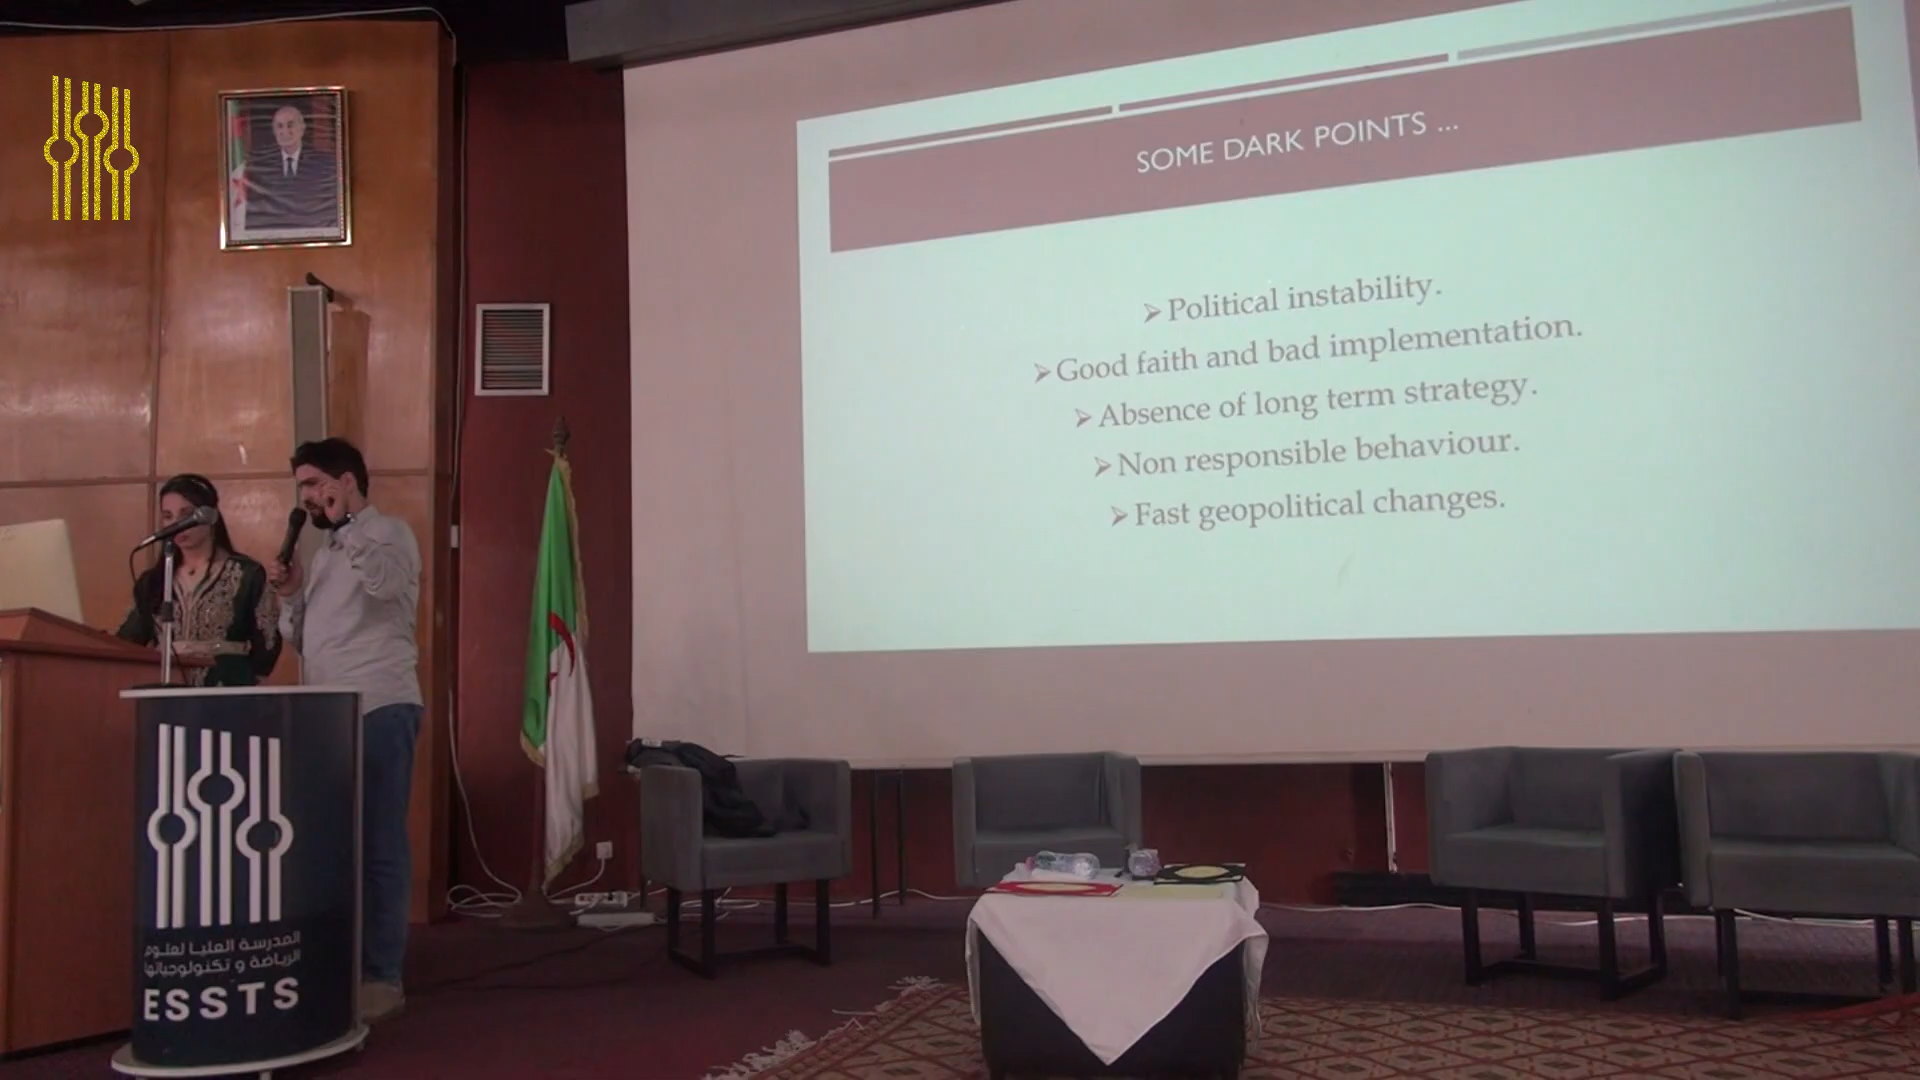 SOME DARK POINTS ...
➢ Political instability.
➢ Good faith and bad implementation.
➢ Absence of long term strategy.
➢ Non responsible behaviour.
➢ Fast geopolitical changes.
المدرسة العليا لعلوم
الرياضة و تكنولوجياتها
ESSTS